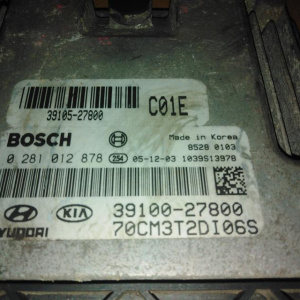 39105-27800 C01E
BOSCH Made in Korea
8528 0103
0 281 012 878 254 05-12-03 1039S13978
HYUNDAI KIA 39100-27800
70CM3T2DI06S